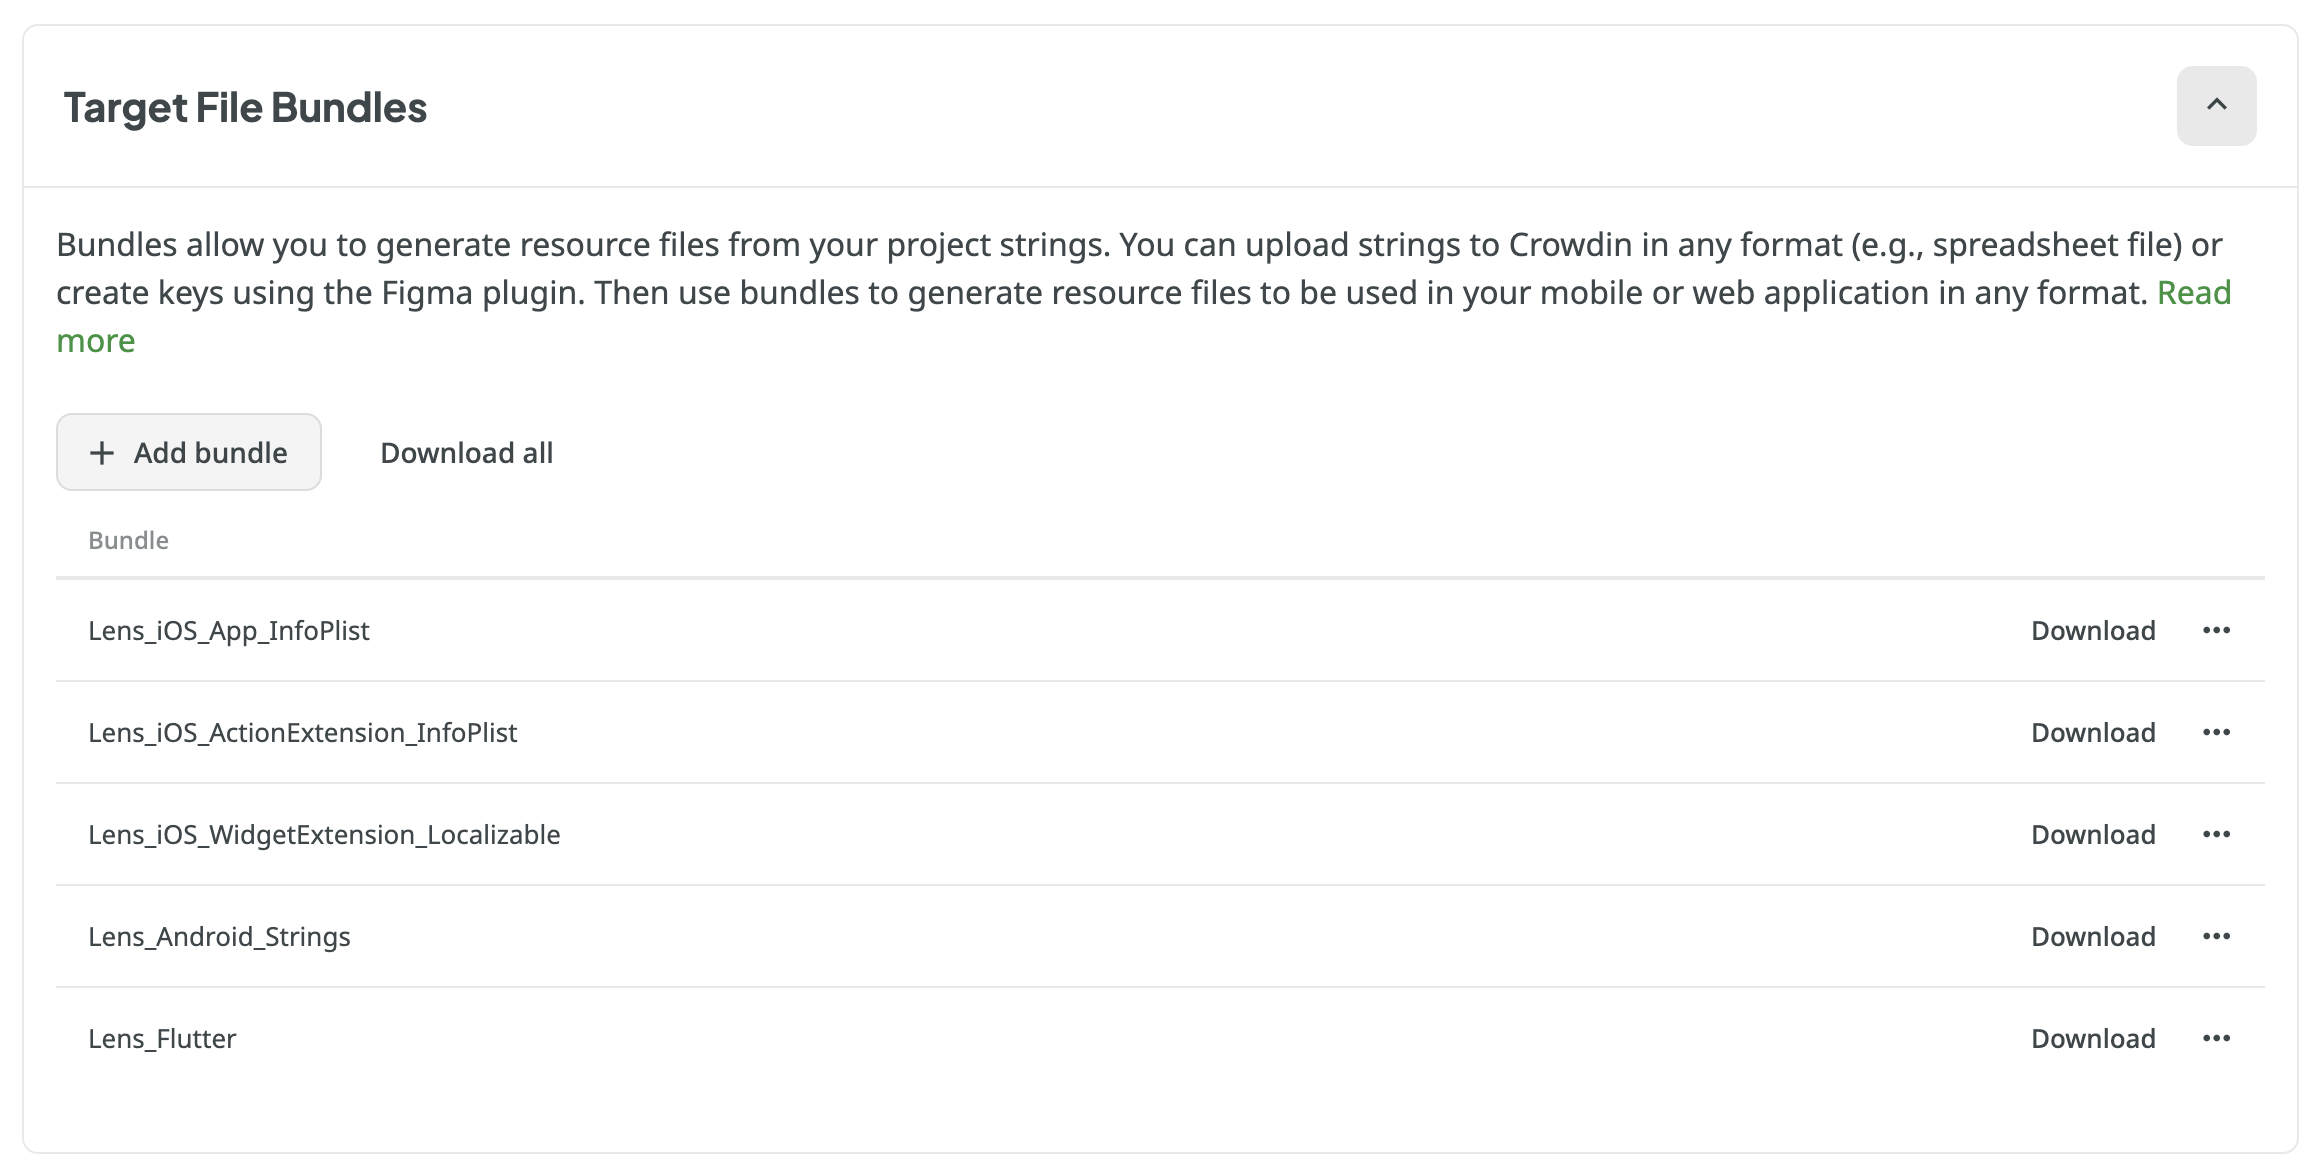 Target File Bundles
Bundles allow you to generate resource files from your project strings. You can upload strings to Crowdin in any format (e.g., spreadsheet file) or
create keys using the Figma plugin. Then use bundles to generate resource files to be used in your mobile or web application in any format. Read
more
+ Add bundle Download all
Bundle
Lens_iOS_App_InfoPlist Download •••
Lens_iOS_ActionExtension_InfoPlist Download •••
Lens_iOS_WidgetExtension_Localizable Download •••
Lens_Android_Strings Download •••
Lens_Flutter Download •••